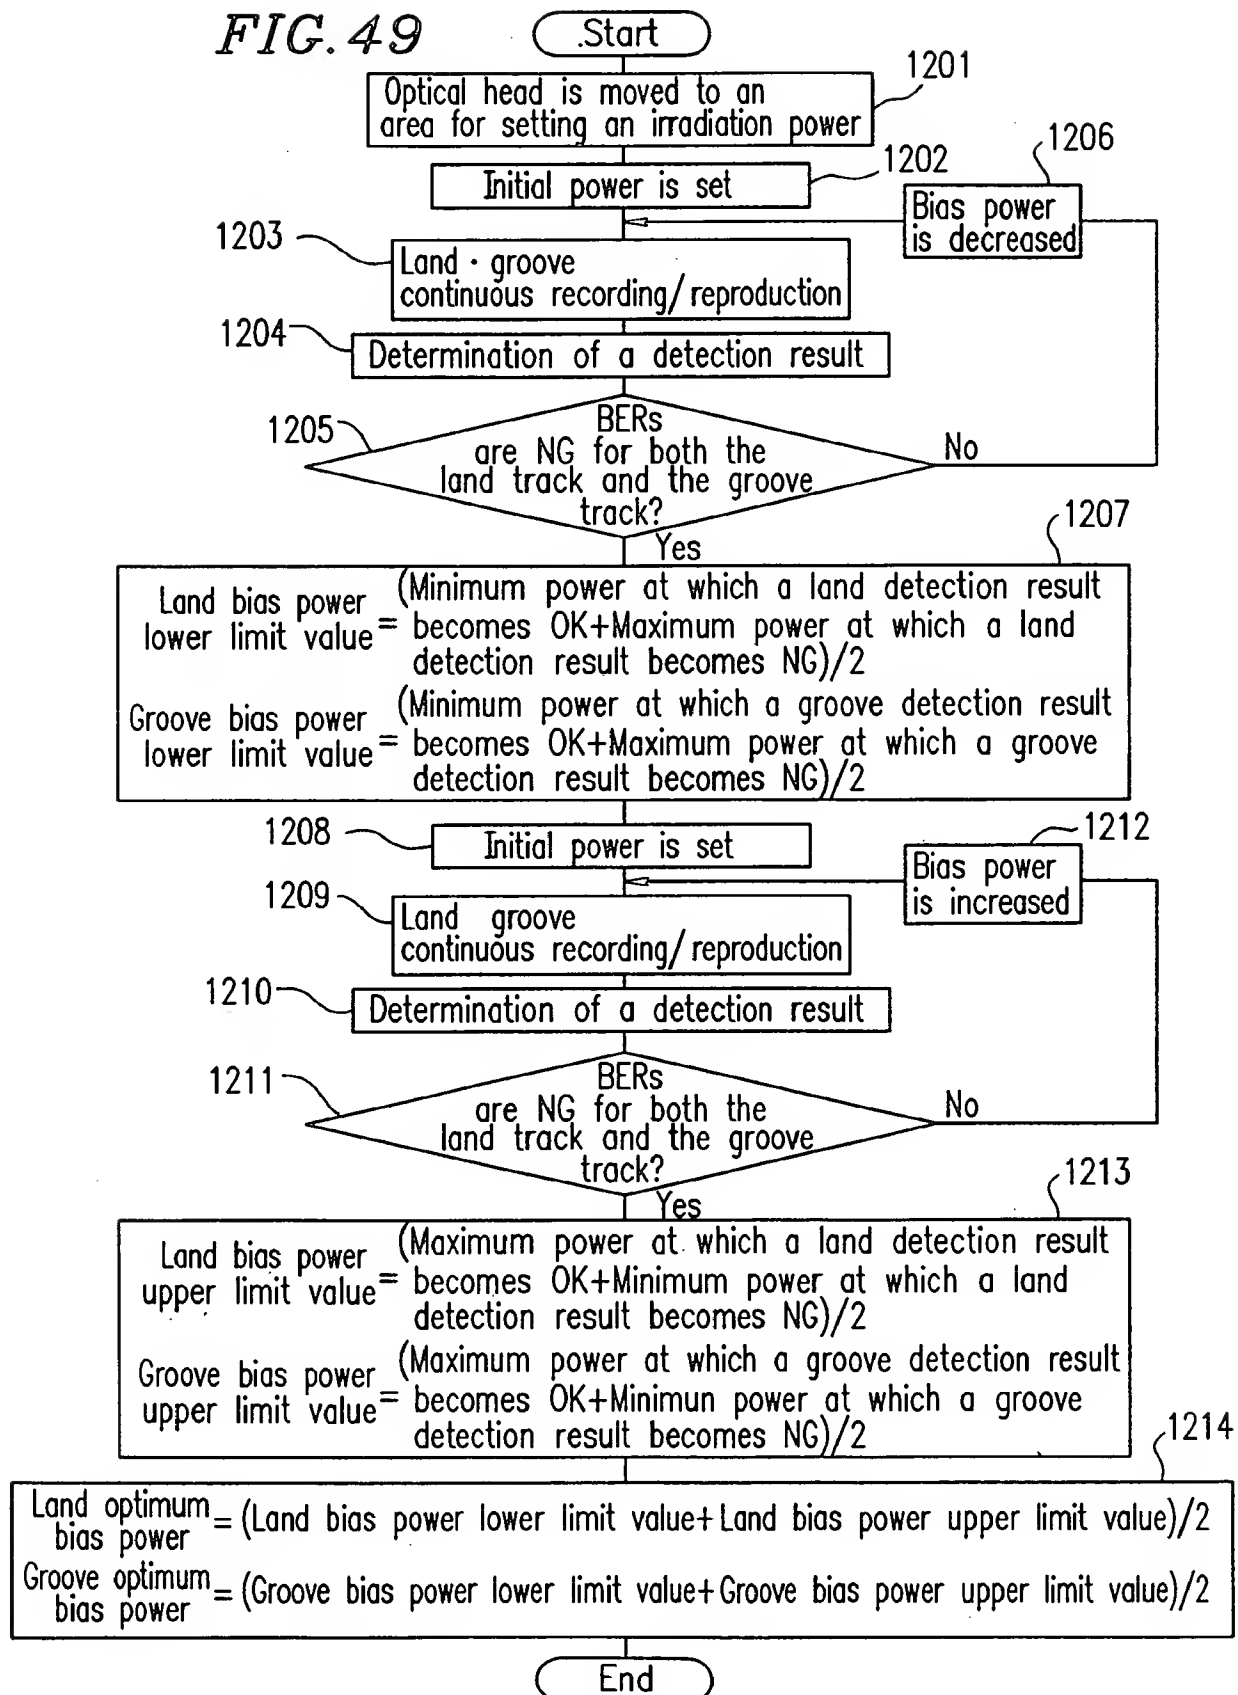 FIG. 49
.Start
1201
Optical head is moved to an
area for setting an irradiation power
1206
1202
Initial power is set
Bias power
is decreased
1203
Land · groove
continuous recording/reproduction
1204
Determination of a detection result
1205
BERs
are NG for both the
land track and the groove
track?
No
Yes
1207
Land bias power
lower limit value
=
(Minimum power at which a land detection result
becomes OK+Maximum power at which a land
detection result becomes NG)/2
Groove bias power
lower limit value
=
(Minimum power at which a groove detection result
becomes OK+Maximum power at which a groove
detection result becomes NG)/2
1208
Initial power is set
1212
Bias power
is increased
1209
Land groove
continuous recording/reproduction
1210
Determination of a detection result
1211
BERs
are NG for both the
land track and the groove
track?
No
Yes
1213
Land bias power
upper limit value
=
(Maximum power at which a land detection result
becomes OK+Minimum power at which a land
detection result becomes NG)/2
Groove bias power
upper limit value
=
(Maximum power at which a groove detection result
becomes OK+Minimun power at which a groove
detection result becomes NG)/2
1214
Land optimum
bias power
= (Land bias power lower limit value+Land bias power upper limit value)/2
Groove optimum
bias power
= (Groove bias power lower limit value+Groove bias power upper limit value)/2
End